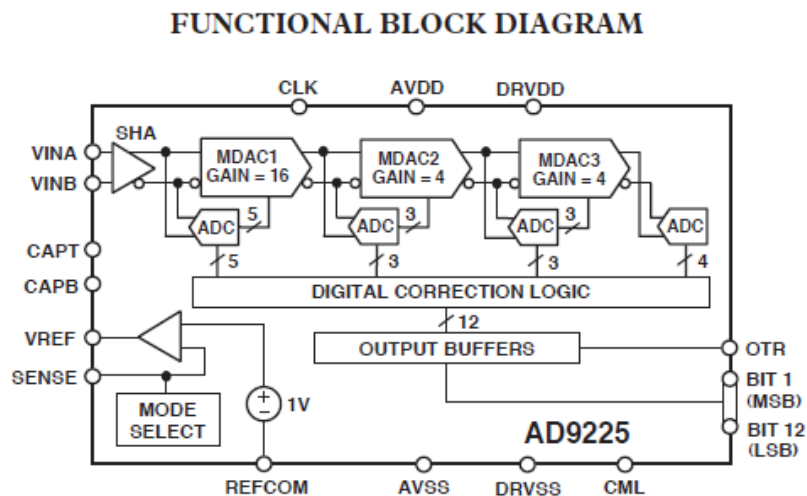 FUNCTIONAL BLOCK DIAGRAM
CLK
AVDD
DRVDD
SHA
VINA
VINB
MDAC1
GAIN = 16
MDAC2
GAIN = 4
MDAC3
GAIN = 4
ADC
5
ADC
3
ADC
3
ADC
5
3
3
4
CAPT
CAPB
DIGITAL CORRECTION LOGIC
12
VREF
OUTPUT BUFFERS
OTR
SENSE
BIT 1
(MSB)
MODE
SELECT
1V
AD9225
BIT 12
(LSB)
REFCOM
AVSS
DRVSS
CML